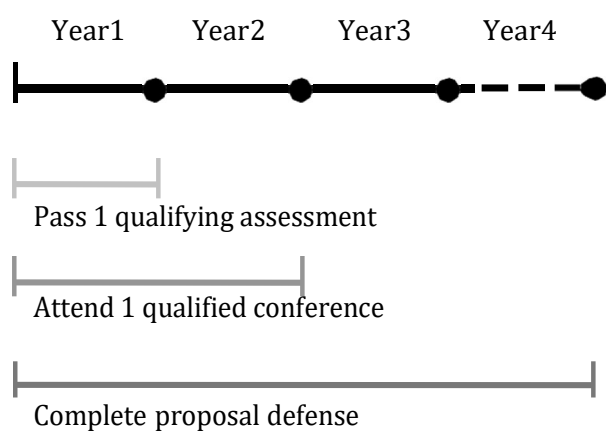 Year1 Year2 Year3 Year4
Pass 1 qualifying assessment
Attend 1 qualified conference
Complete proposal defense